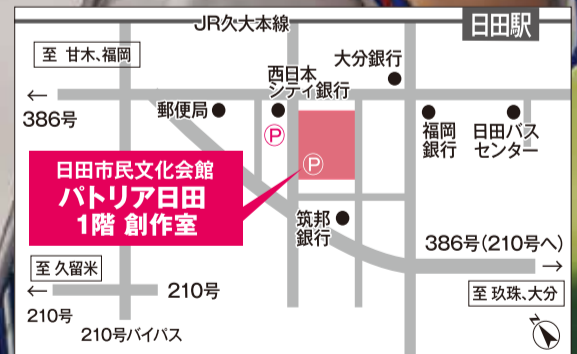 JR久大本線
日田駅
至 甘木、福岡
大分銀行
西日本
シティ銀行
←
386号
郵便局
P
福岡
銀行
日田バス
センター
日田市民文化会館
パトリア日田
1階 創作室
P
筑邦
銀行
386号(210号へ)
→
至 久留米
←
210号
210号
至 玖珠、大分
210号バイパス
N